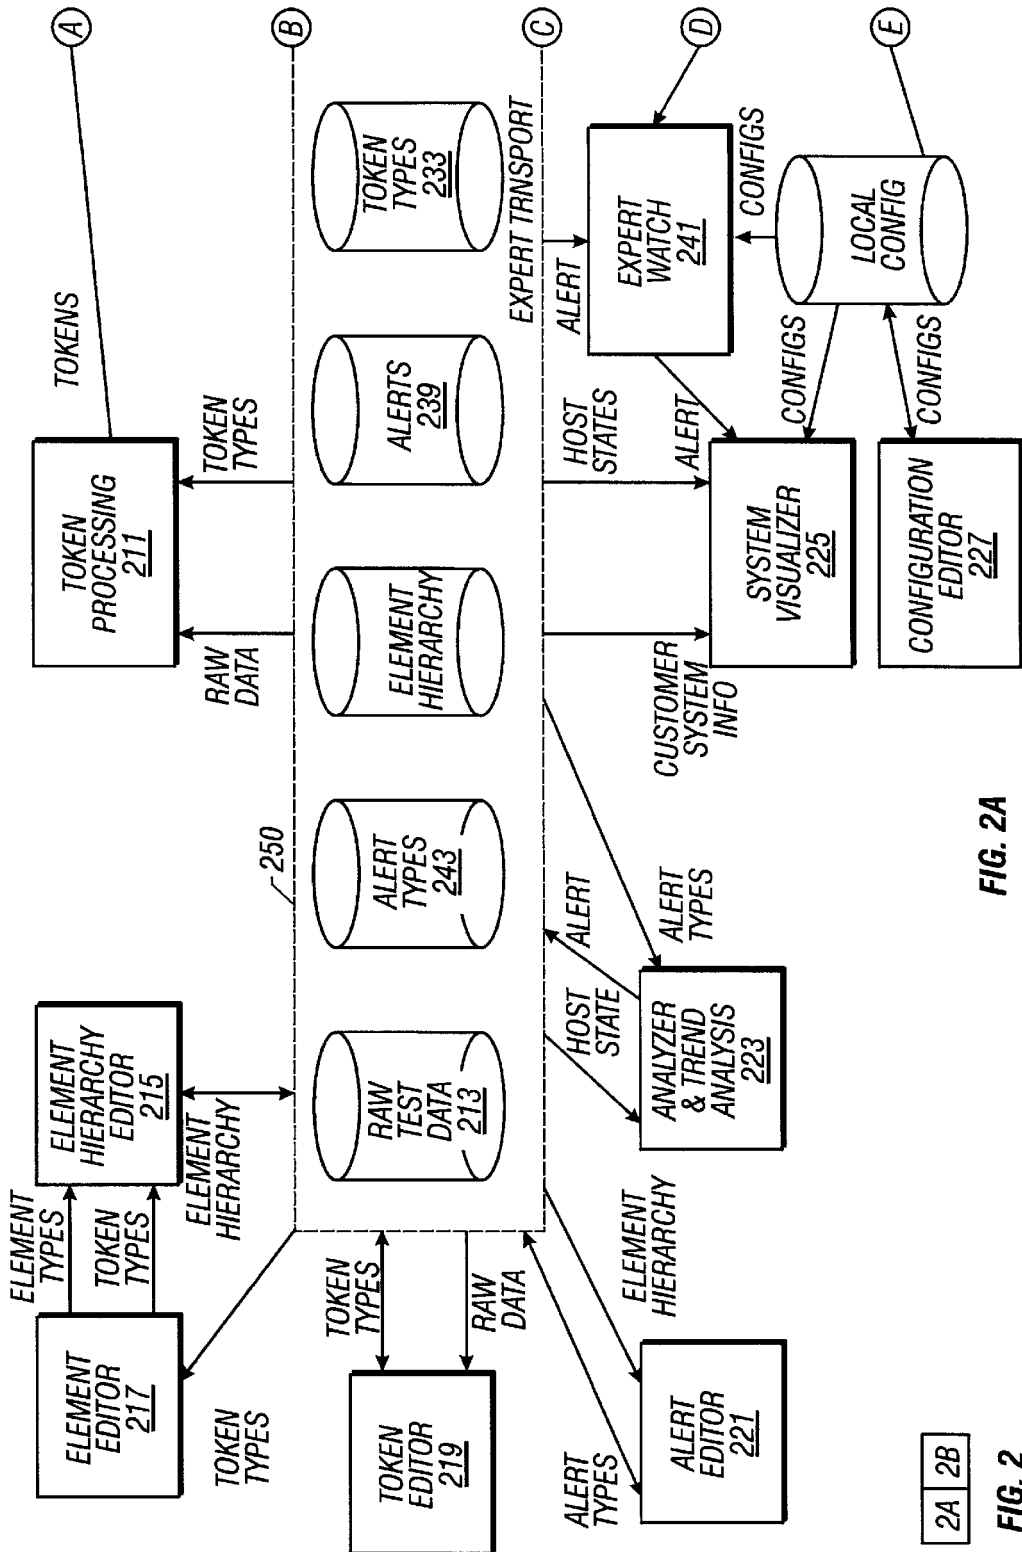 ELEMENT
EDITOR
217
ELEMENT
TYPES
TOKEN
TYPES
ELEMENT
HIERARCHY
EDITOR
215
ELEMENT
HIERARCHY
TOKEN
TYPES
250
TOKEN
PROCESSING
211
RAW
DATA
TOKEN
TYPES
TOKENS
A
B
TOKEN
EDITOR
219
TOKEN
TYPES
RAW
DATA
RAW
TEST
DATA
213
ALERT
TYPES
243
ELEMENT
HIERARCHY
ALERTS
239
TOKEN
TYPES
233
EXPERT TRNSPORT
C
ALERT
TYPES
ALERT
EDITOR
221
ELEMENT
HIERARCHY
HOST
STATE
ALERT
ANALYZER
& TREND
ANALYSIS
223
ALERT
TYPES
CUSTOMER
SYSTEM
INFO
HOST
STATES
ALERT
SYSTEM
VISUALIZER
225
ALERT
EXPERT
WATCH
241
D
CONFIGS
CONFIGS
CONFIGS
CONFIGURATION
EDITOR
227
LOCAL
CONFIG
E
2A 2B
FIG. 2
FIG. 2A